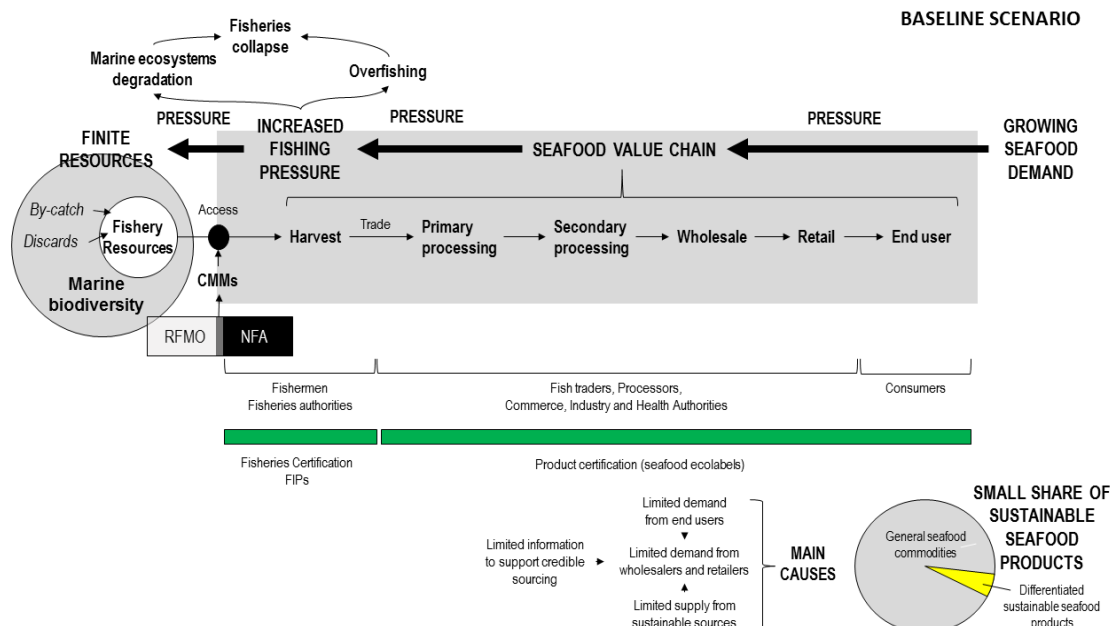 BASELINE SCENARIO
Fisheries
collapse
Marine ecosystems
degradation
Overfishing
PRESSURE
PRESSURE
PRESSURE
FINITE
RESOURCES
INCREASED
FISHING
PRESSURE
SEAFOOD VALUE CHAIN
GROWING
SEAFOOD
DEMAND
By-catch
Discards
Fishery
Resources
Marine
biodiversity
Access
CMMs
RFMO
NFA
Harvest
Trade
Primary
processing
Secondary
processing
Wholesale
Retail
End user
Fishermen
Fisheries authorities
Fish traders, Processors,
Commerce, Industry and Health Authorities
Consumers
Fisheries Certification
FIPs
Product certification (seafood ecolabels)
Limited information
to support credible
sourcing
Limited demand
from end users
Limited demand from
wholesalers and retailers
Limited supply from
sustainable sources
MAIN
CAUSES
General seafood
commodities
SMALL SHARE OF
SUSTAINABLE
SEAFOOD
PRODUCTS
Differentiated
sustainable seafood
products